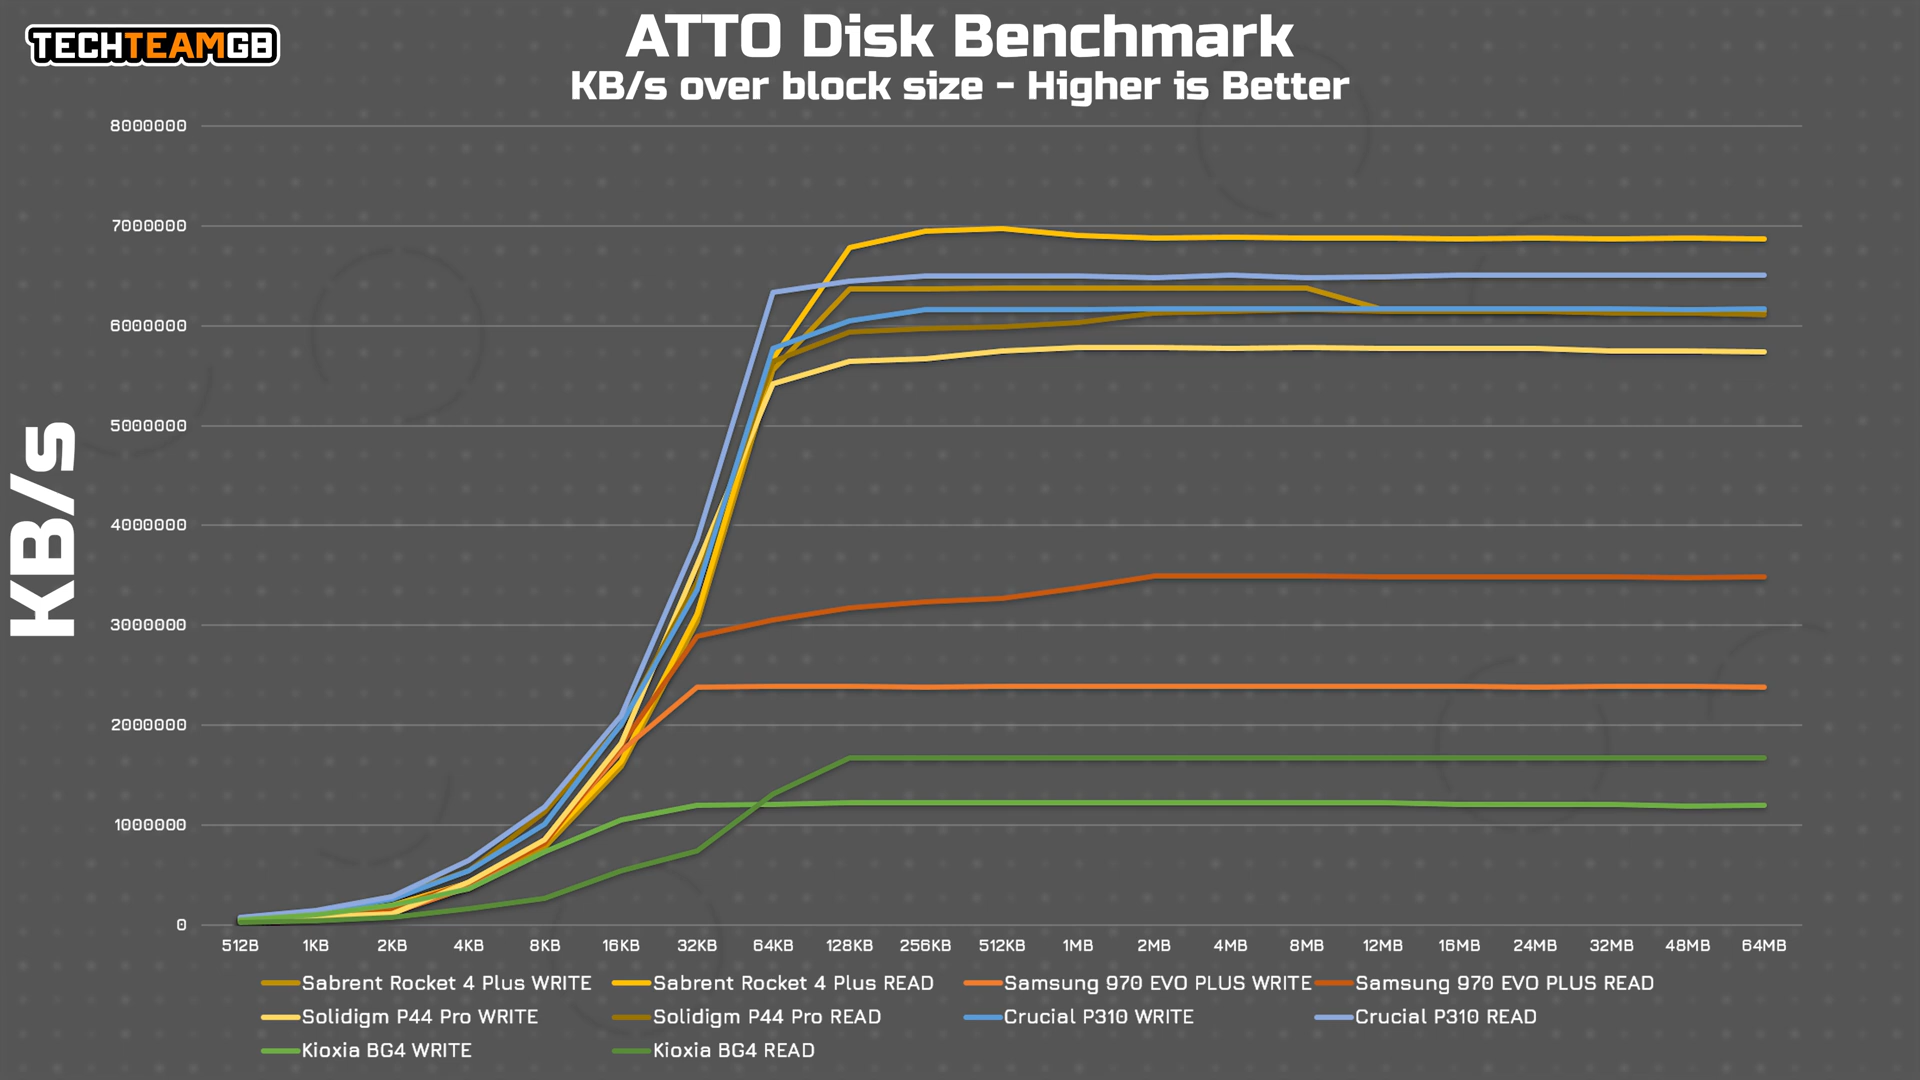 TECHTEAMGB
ATTO Disk Benchmark
KB/s over block size - Higher is Better
KB/s
8000000
7000000
6000000
5000000
4000000
3000000
2000000
1000000
0
512B 1KB 2KB 4KB 8KB 16KB 32KB 64KB 128KB 256KB 512KB 1MB 2MB 4MB 8MB 12MB 16MB 24MB 32MB 48MB 64MB
Sabrent Rocket 4 Plus WRITE Sabrent Rocket 4 Plus READ Samsung 970 EVO PLUS WRITE Samsung 970 EVO PLUS READ
Solidigm P44 Pro WRITE Solidigm P44 Pro READ Crucial P310 WRITE Crucial P310 READ
Kioxia BG4 WRITE Kioxia BG4 READ